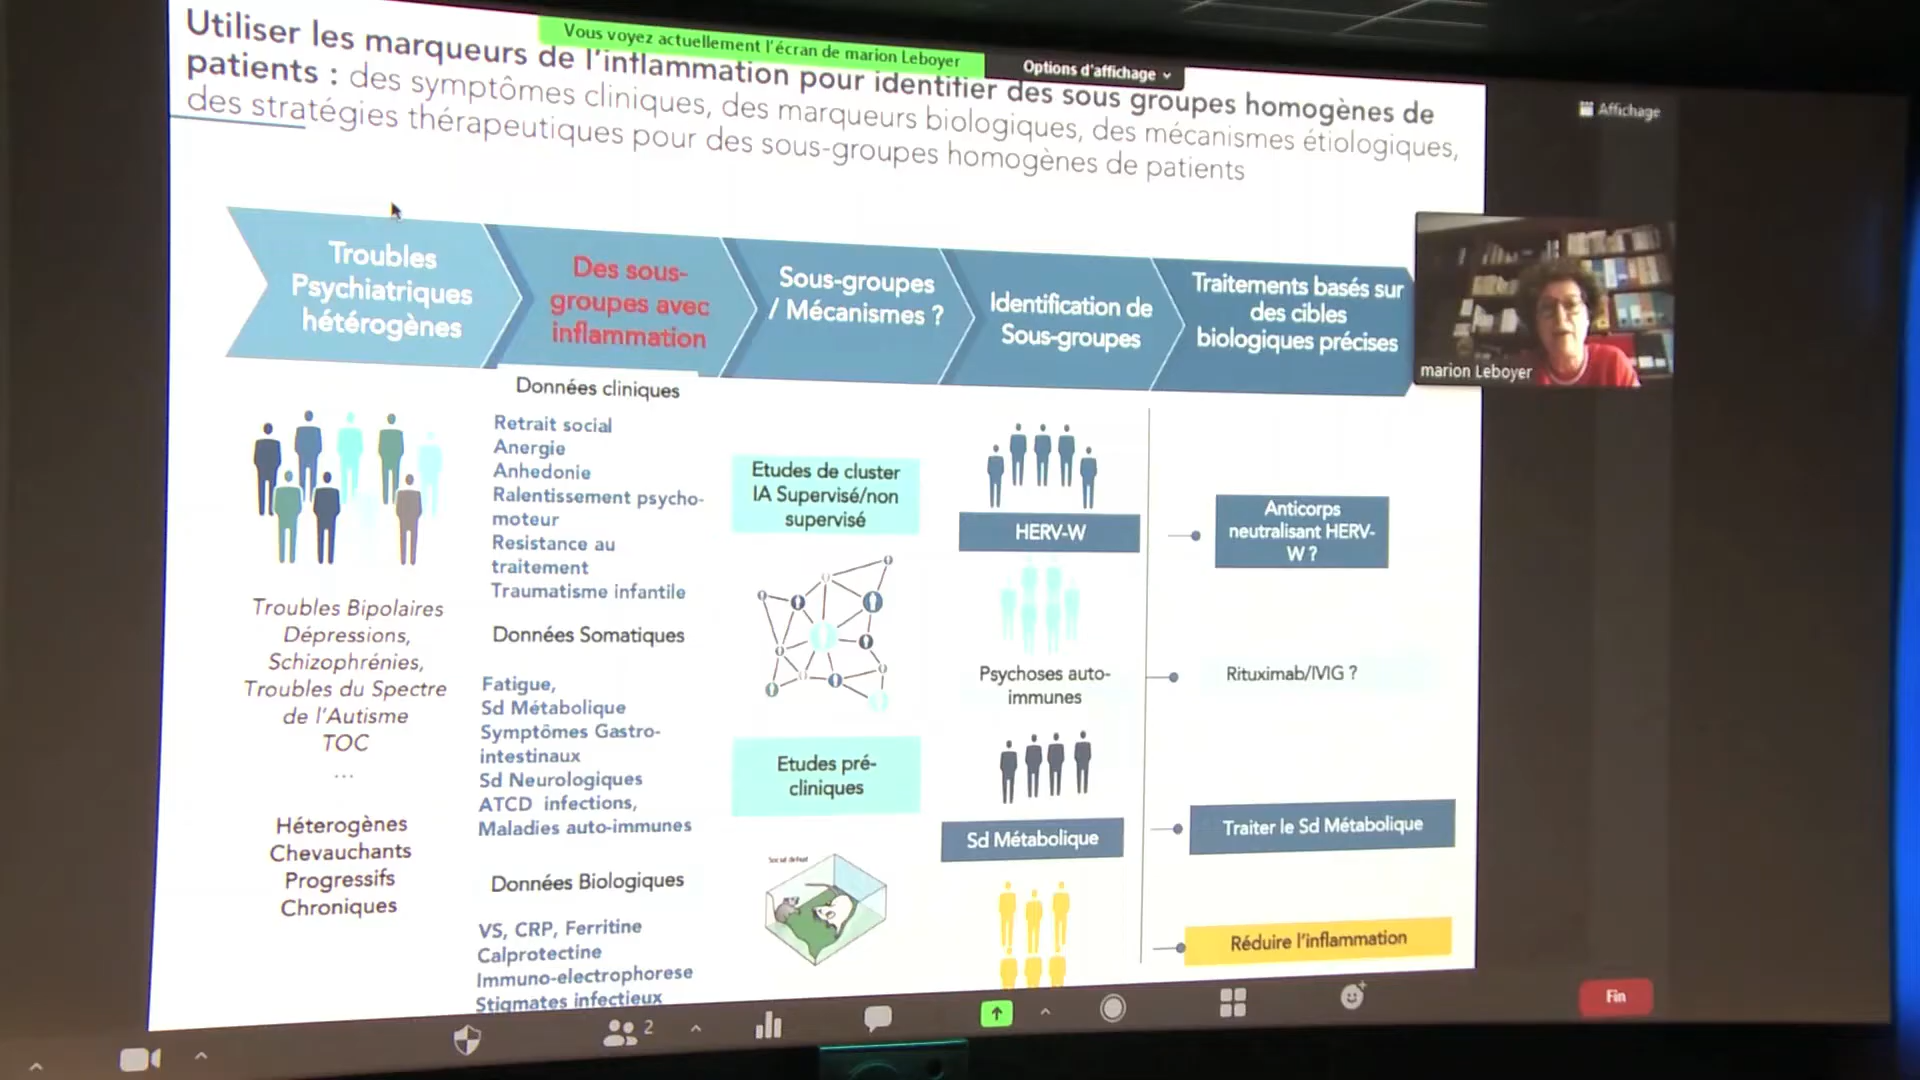 Vous voyez actuellement l'écran de marion Leboyer
Options d'affichage
Affichage
Utiliser les marqueurs de l'inflammation pour identifier des sous groupes homogènes de
patients : des symptômes cliniques, des marqueurs biologiques, des mécanismes étiologiques,
des stratégies thérapeutiques pour des sous-groupes homogènes de patients
Troubles
Psychiatriques
hétérogènes
Des sous-
groupes avec
inflammation
Sous-groupes
/ Mécanismes ?
Identification de
Sous-groupes
Traitements basés sur
des cibles
biologiques précises
marion Leboyer
Troubles Bipolaires
Dépressions,
Schizophrénies,
Troubles du Spectre
de l'Autisme
TOC
...
Héterogènes
Chevauchants
Progressifs
Chroniques
Données cliniques
Retrait social
Anergie
Anhedonie
Ralentissement psycho-
moteur
Resistance au
traitement
Traumatisme infantile
Données Somatiques
Fatigue,
Sd Métabolique
Symptômes Gastro-
intestinaux
Sd Neurologiques
ATCD infections,
Maladies auto-immunes
Données Biologiques
VS, CRP, Ferritine
Calprotectine
Immuno-electrophorese
Stigmates infectieux
Etudes de cluster
IA Supervisé/non
supervisé
Etudes pré-
cliniques
Social defeat
HERV-W
Psychoses auto-
immunes
Sd Métabolique
Anticorps
neutralisant HERV-
W ?
Rituximab/IVIG ?
Traiter le Sd Métabolique
Réduire l'inflammation
2
Fin